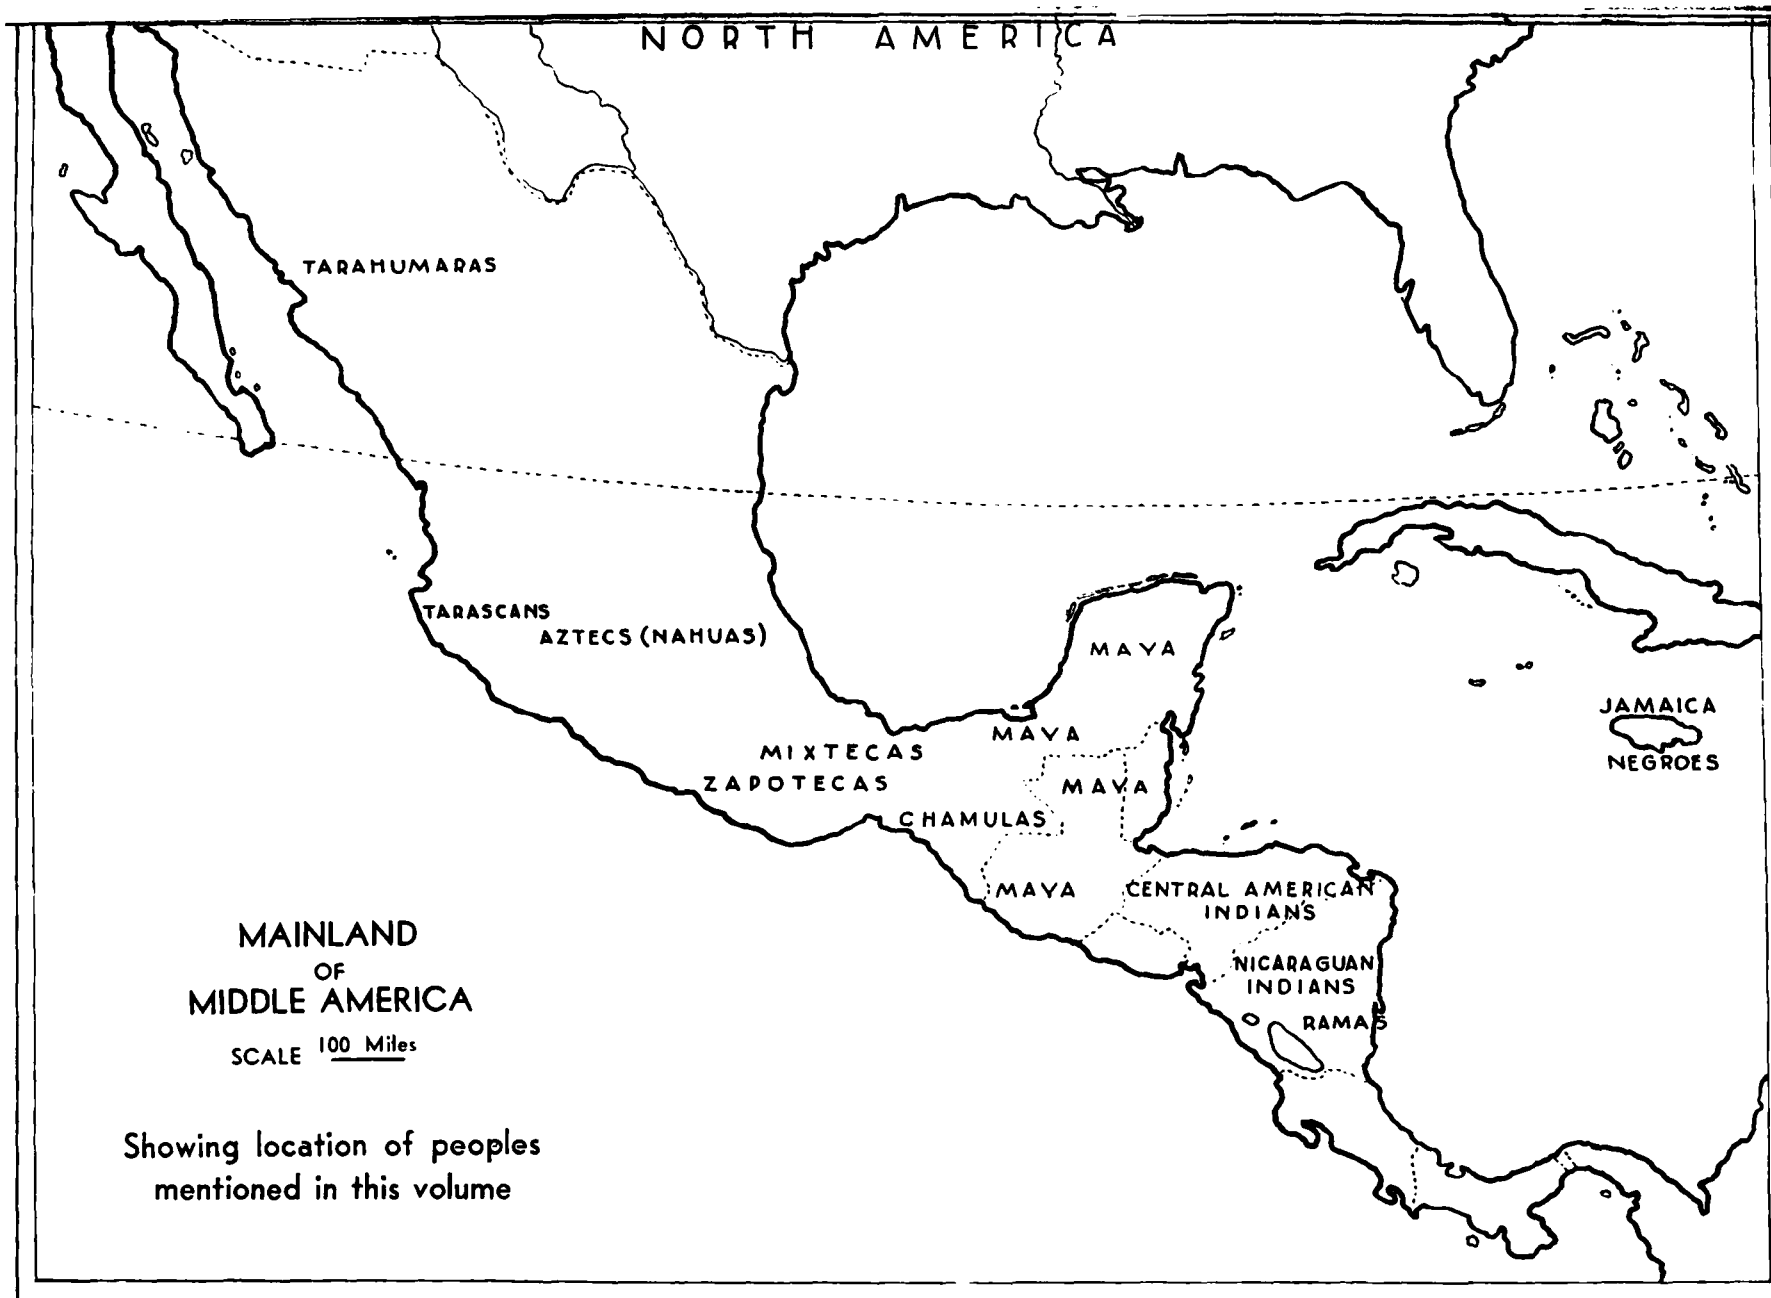 NORTH AMERICA
TARAHUMARAS
TARASCANS
AZTECS (NAHUAS)
MAYA
JAMAICA
NEGROES
MAYA
MIXTECAS
ZAPOTECAS
MAYA
CHAMULAS
MAYA
CENTRAL AMERICAN
INDIANS
NICARAGUAN
INDIANS
RAMAS
MAINLAND
OF
MIDDLE AMERICA
SCALE 100 Miles
Showing location of peoples
mentioned in this volume